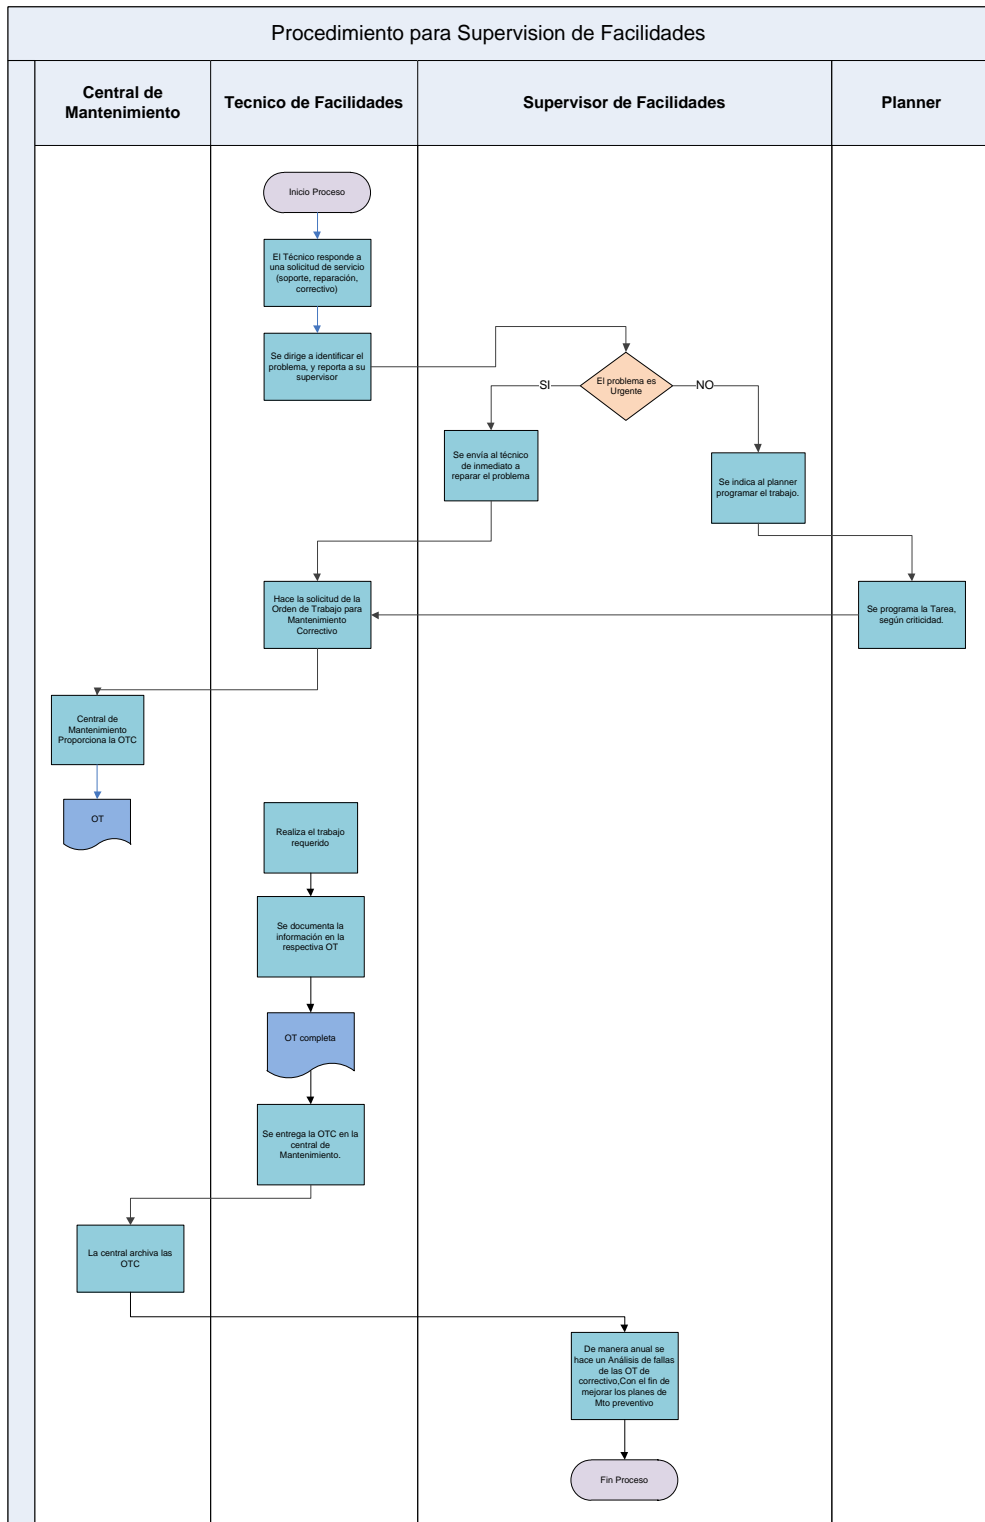 Procedimiento para Supervision de Facilidades
Central de
Mantenimiento
Tecnico de Facilidades
Supervisor de Facilidades
Planner
Inicio Proceso
El Técnico responde a
una solicitud de servicio
(soporte, reparación,
correctivo)
Se dirige a identificar el
problema, y reporta a su
supervisor
El problema es
Urgente
SI
NO
Se envía al técnico
de inmediato a
reparar el problema
Se indica al planner
programar el trabajo.
Hace la solicitud de la
Orden de Trabajo para
Mantenimiento
Correctivo
Se programa la Tarea,
según criticidad.
Central de
Mantenimiento
Proporciona la OTC
OT
Realiza el trabajo
requerido
Se documenta la
información en la
respectiva OT
OT completa
Se entrega la OTC en la
central de
Mantenimiento.
La central archiva las
OTC
De manera anual se
hace un Análisis de fallas
de las OT de
correctivo,Con el fin de
mejorar los planes de
Mto preventivo
Fin Proceso